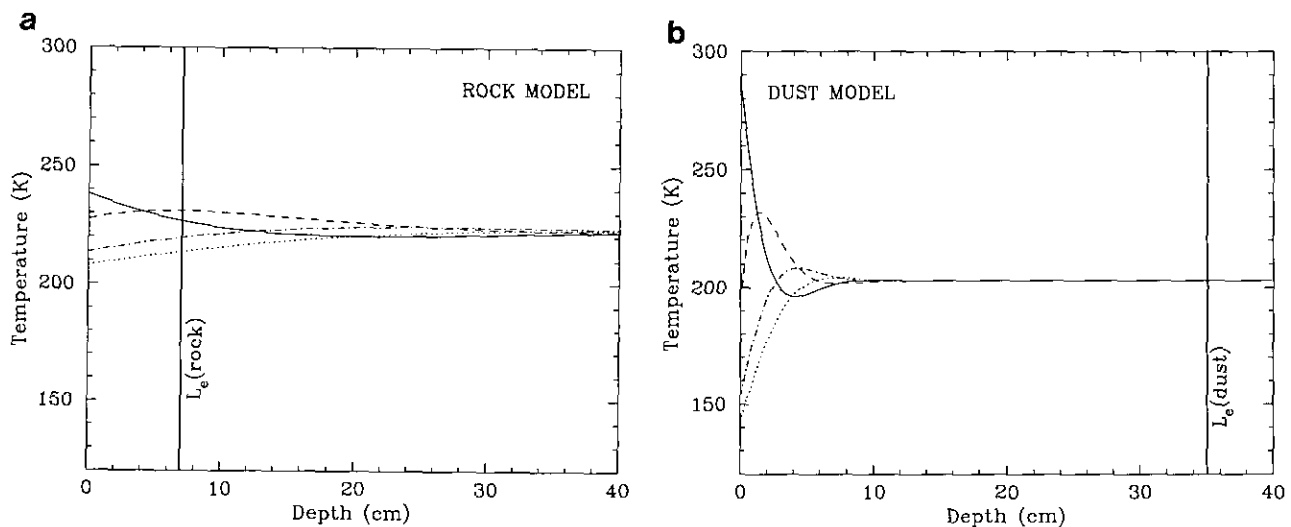 a
ROCK MODEL
300
250
200
150
Temperature (K)
L_e(rock)
0
10
20
30
40
Depth (cm)
b
DUST MODEL
300
250
200
150
Temperature (K)
L_e(dust)
0
10
20
30
40
Depth (cm)